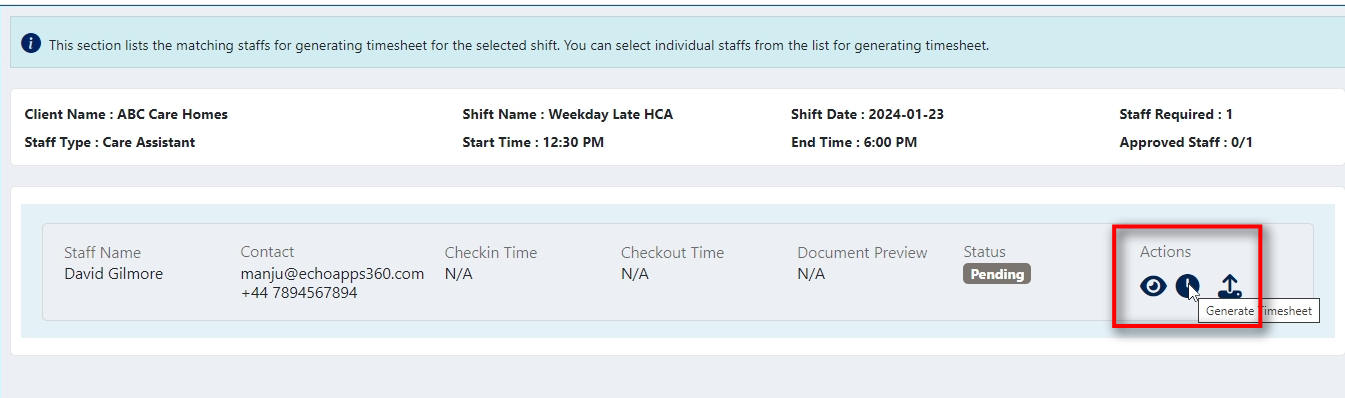 This section lists the matching staffs for generating timesheet for the selected shift. You can select individual staffs from the list for generating timesheet.
Client Name : ABC Care Homes
Shift Name : Weekday Late HCA
Shift Date : 2024-01-23
Staff Required : 1
Staff Type : Care Assistant
Start Time : 12:30 PM
End Time : 6:00 PM
Approved Staff : 0/1
Staff Name
David Gilmore
Contact
manju@echoapps360.com
+44 7894567894
Checkin Time
N/A
Checkout Time
N/A
Document Preview
N/A
Status
Pending
Actions
Generate Timesheet